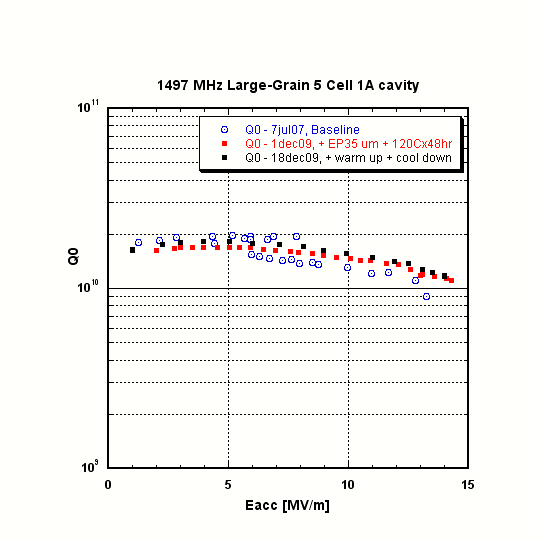 1497 MHz Large-Grain 5 Cell 1A cavity
10^11
Q0 - 7jul07, Baseline
Q0 - 1dec09, + EP35 um + 120Cx48hr
Q0 - 18dec09, + warm up + cool down
Q0
10^10
10^9
0 5 10 15
Eacc [MV/m]